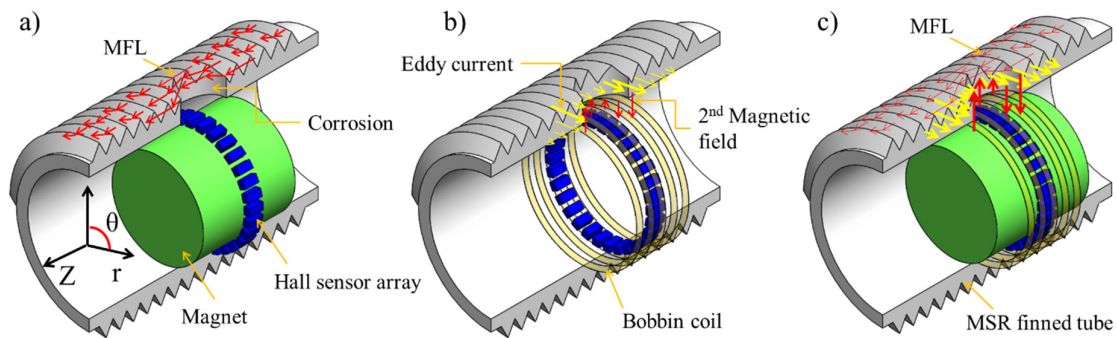 a)
MFL
Corrosion
θ
Z
r
Hall sensor array
Magnet
b)
Eddy current
2nd Magnetic
field
Bobbin coil
c)
MFL
MSR finned tube